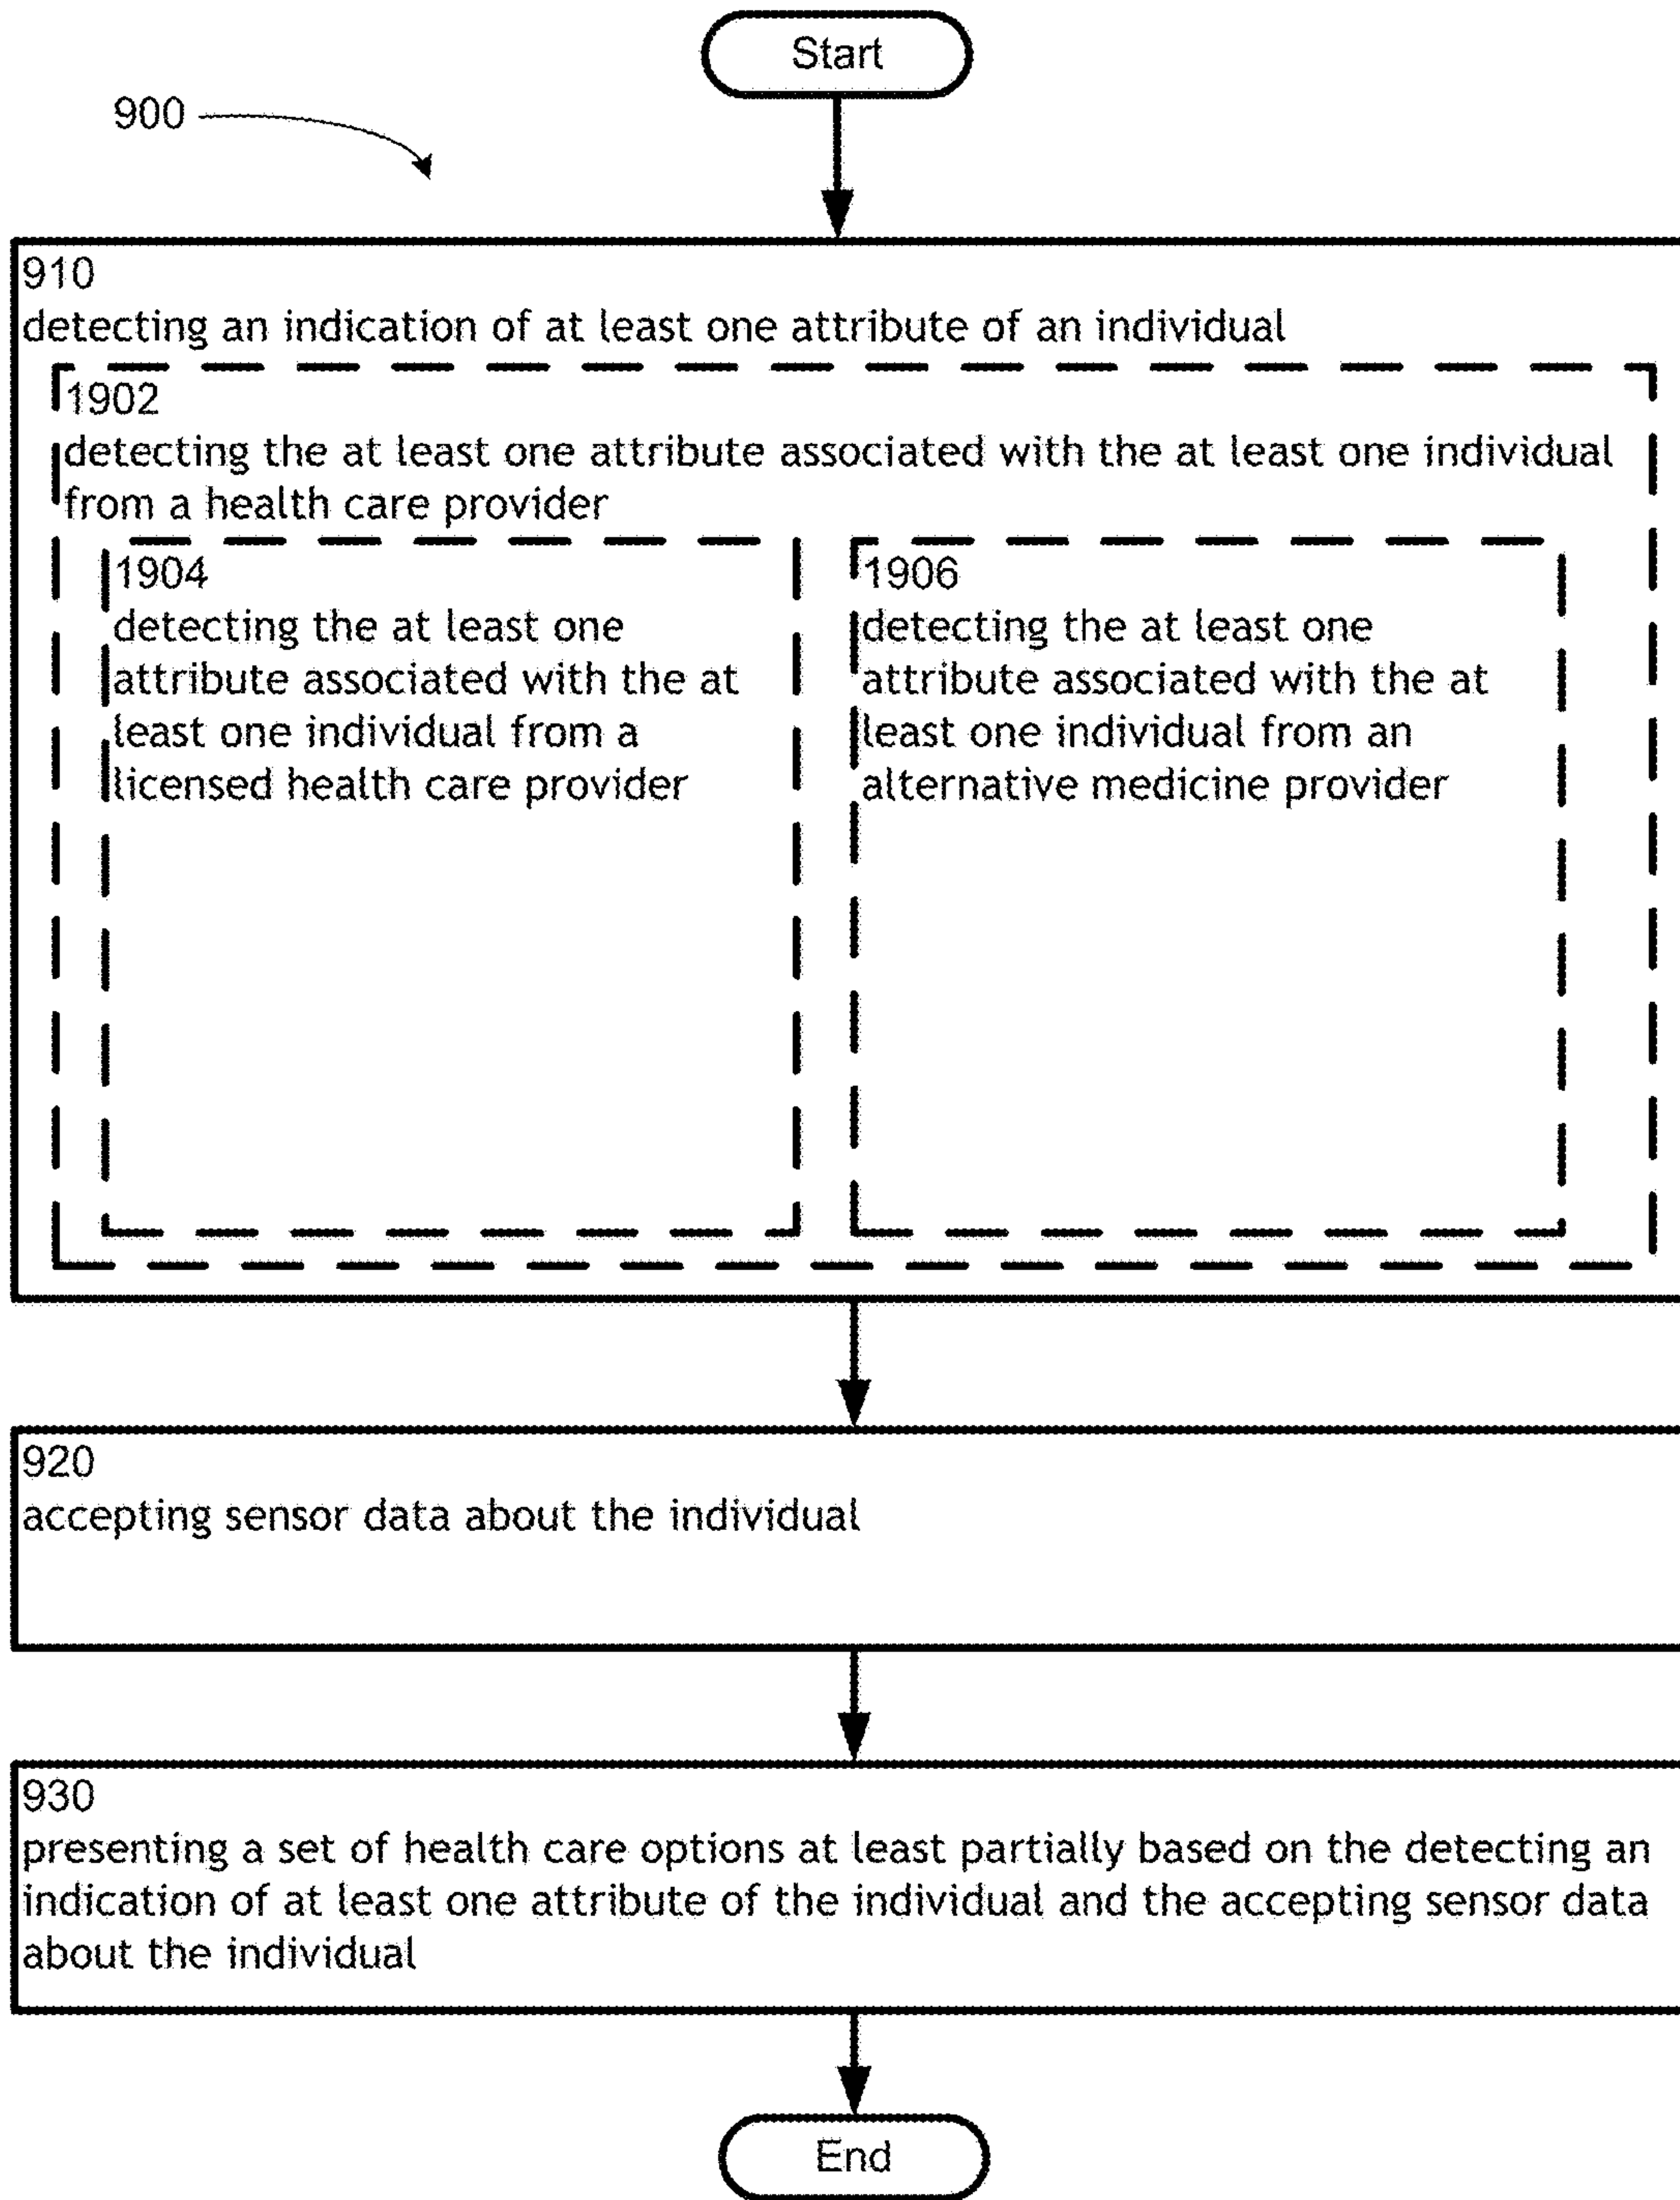 Start
900
910
detecting an indication of at least one attribute of an individual
1902
detecting the at least one attribute associated with the at least one individual
from a health care provider
1904
detecting the at least one
attribute associated with the at
least one individual from a
licensed health care provider
1906
detecting the at least one
attribute associated with the at
least one individual from an
alternative medicine provider
920
accepting sensor data about the individual
930
presenting a set of health care options at least partially based on the detecting an
indication of at least one attribute of the individual and the accepting sensor data
about the individual
End